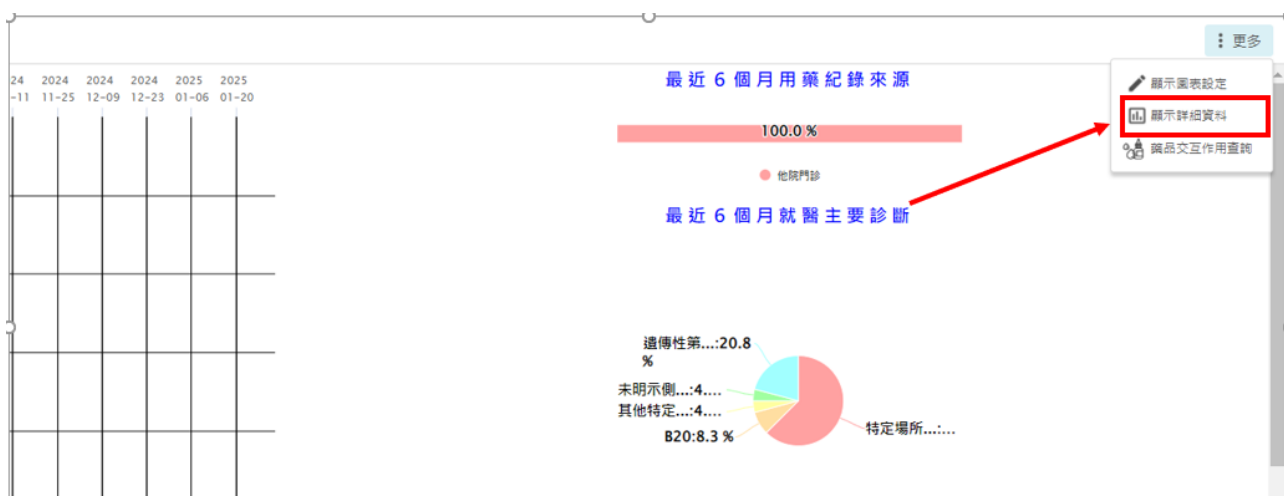 更多
24 2024 2024 2024 2025 2025
-11 11-25 12-09 12-23 01-06 01-20
最近6個月用藥紀錄來源
顯示圖表設定
顯示詳細資料
藥品交互作用查詢
100.0 %
他院門診
最近6個月就醫主要診斷
遺傳性第...:20.8
%
未明示側...:4....
其他特定...:4....
B20:8.3 %
特定場所...:...